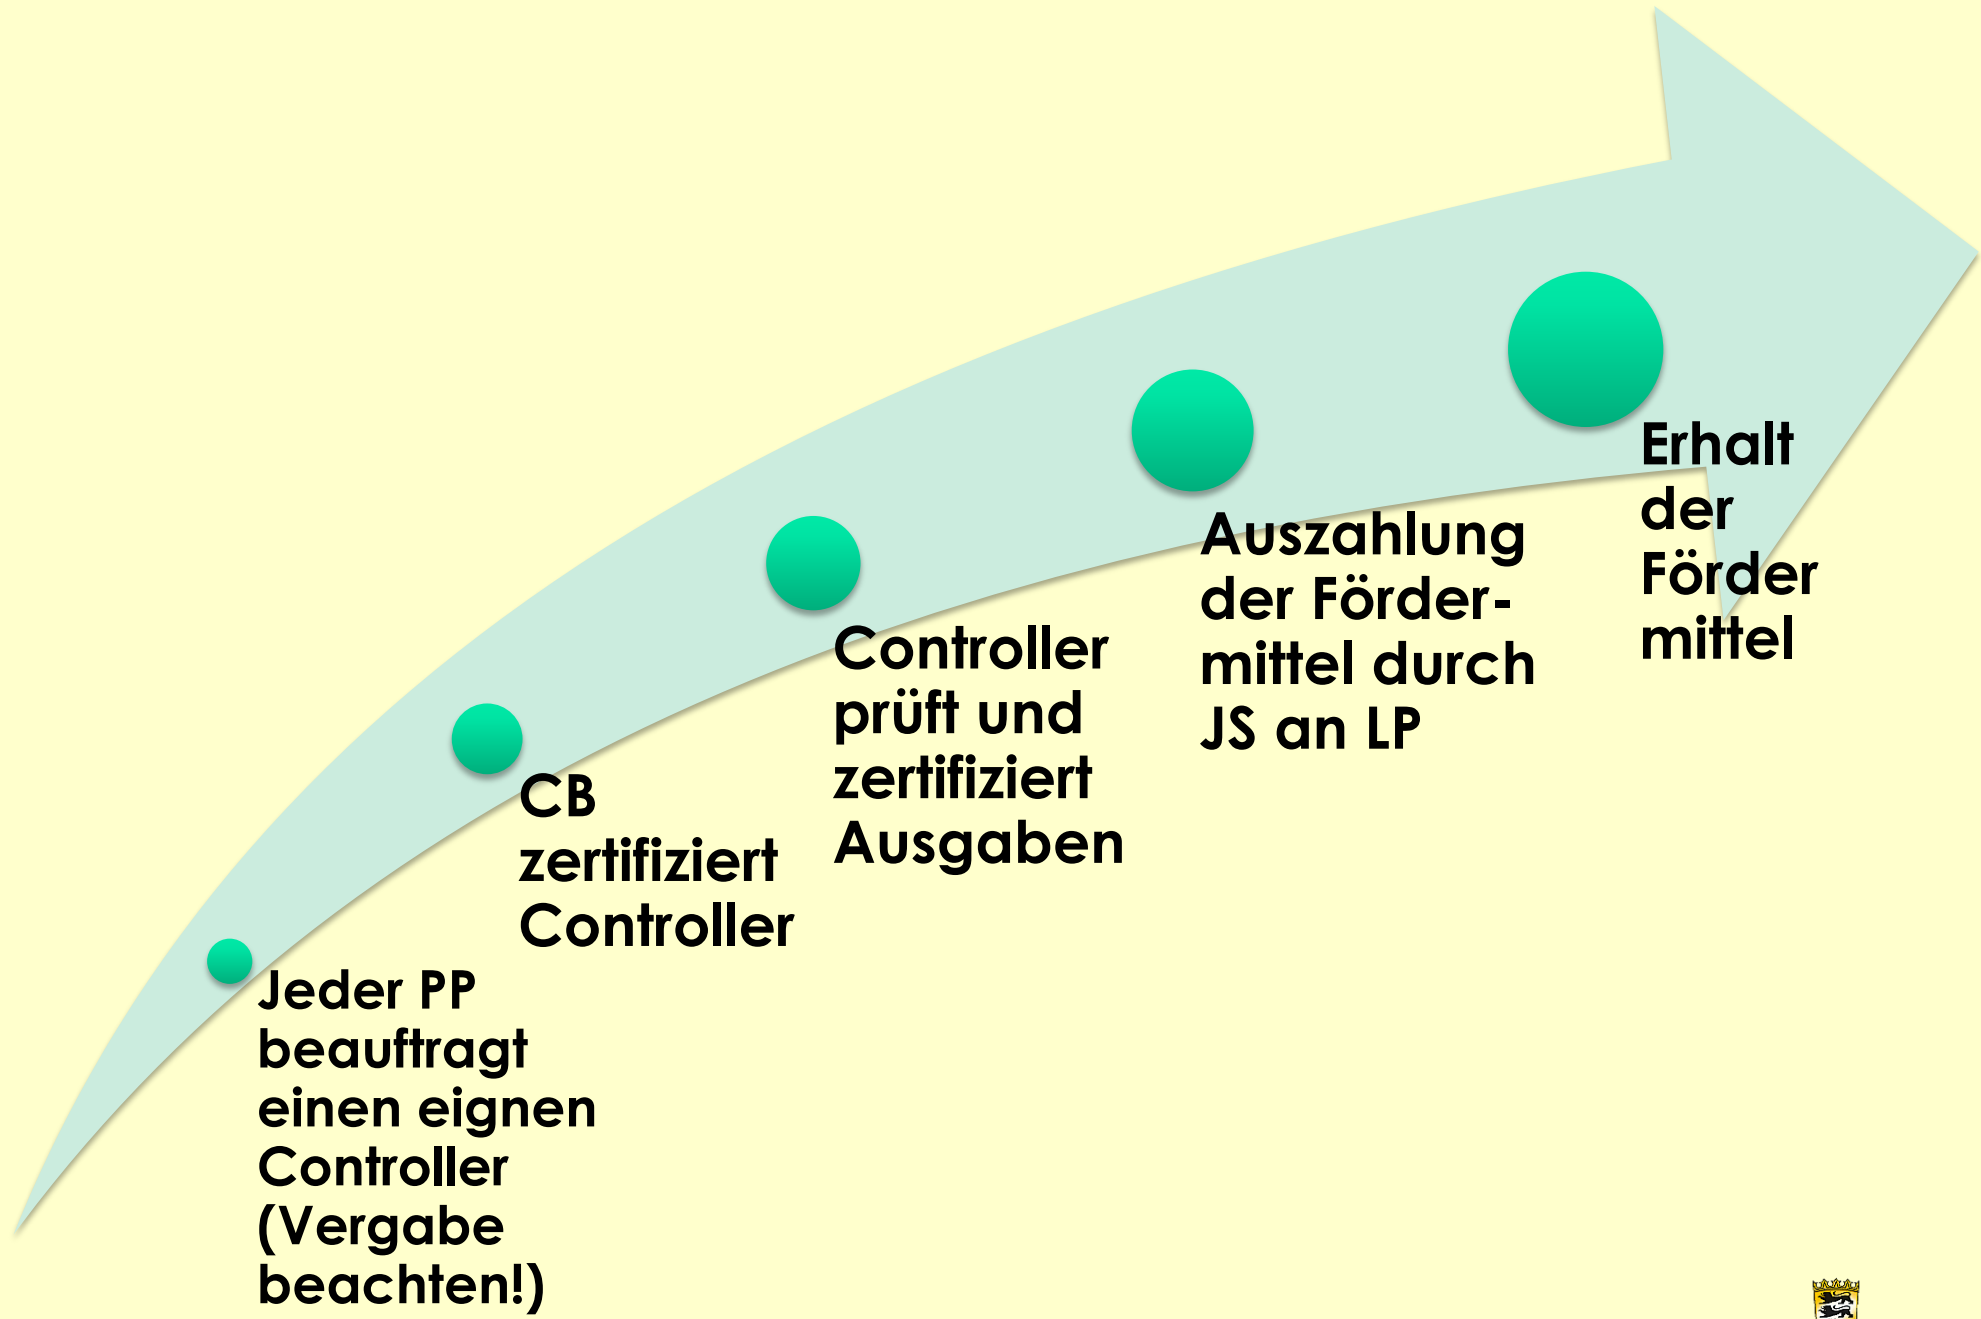 Jeder PP
beauftragt
einen eignen
Controller
(Vergabe
beachten!)
CB
zertifiziert
Controller
Controller
prüft und
zertifiziert
Ausgaben
Auszahlung
der Förder-
mittel durch
JS an LP
Erhalt
der
Förder
mittel